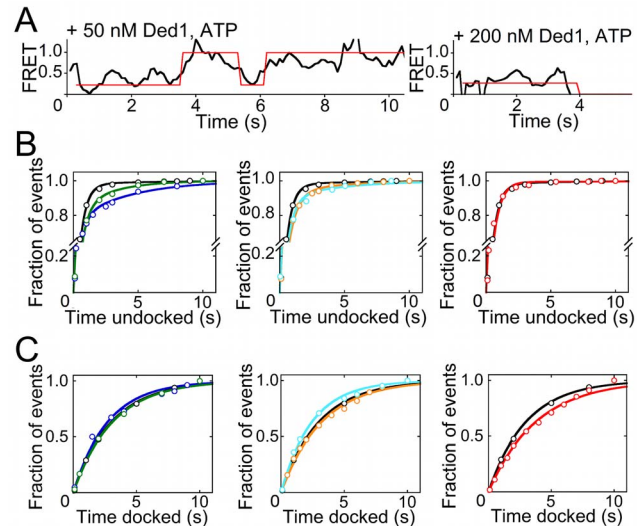 A
+ 50 nM Ded1, ATP
+ 200 nM Ded1, ATP
FRET
1.0
0.5
0
2
4
6
8
10
Time (s)
FRET
1.0
0.5
0
2
4
Time (s)
B
Fraction of events
1.0
0.8
0.2
0
5
10
Time undocked (s)
Fraction of events
1.0
0.8
0.2
0
5
10
Time undocked (s)
Fraction of events
1.0
0.8
0.2
0
5
10
Time undocked (s)
C
Fraction of events
1.0
0.5
0
5
10
Time docked (s)
Fraction of events
1.0
0.5
0
5
10
Time docked (s)
Fraction of events
1.0
0.5
0
5
10
Time docked (s)